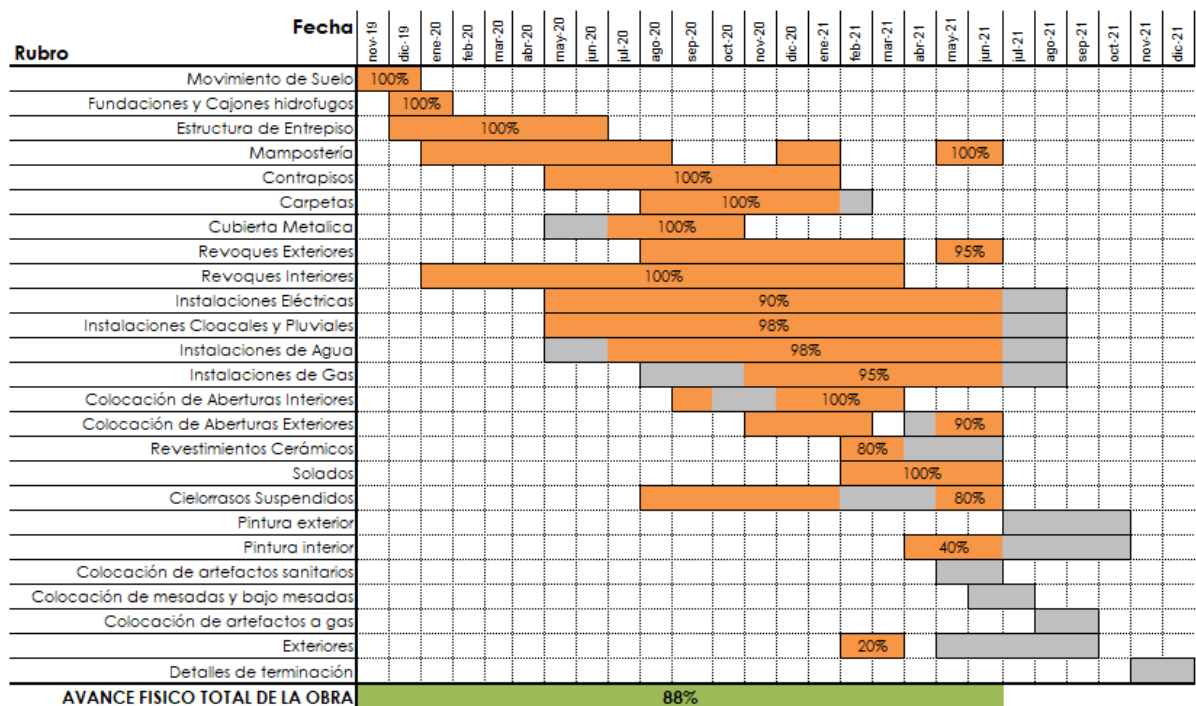 Fecha
Rubro nov-19 dic-19 ene-20 feb-20 mar-20 abr-20 may-20 jun-20 jul-20 ago-20 sep-20 oct-20 nov-20 dic-20 ene-21 feb-21 mar-21 abr-21 may-21 jun-21 jul-21 ago-21 sep-21 oct-21 nov-21 dic-21
Movimiento de Suelo 100%
Fundaciones y Cajones hidrofugos 100%
Estructura de Entrepiso 100%
Mampostería 100%
Contrapisos 100%
Carpetas 100%
Cubierta Metalica 100%
Revoques Exteriores 95%
Revoques Interiores 100%
Instalaciones Eléctricas 90%
Instalaciones Cloacales y Pluviales 98%
Instalaciones de Agua 98%
Instalaciones de Gas 95%
Colocación de Aberturas Interiores 100%
Colocación de Aberturas Exteriores 90%
Revestimientos Cerámicos 80%
Solados 100%
Cielorrasos Suspendidos 80%
Pintura exterior
Pintura interior 40%
Colocación de artefactos sanitarios
Colocación de mesadas y bajo mesadas
Colocación de artefactos a gas
Exteriores 20%
Detalles de terminación
AVANCE FISICO TOTAL DE LA OBRA 88%